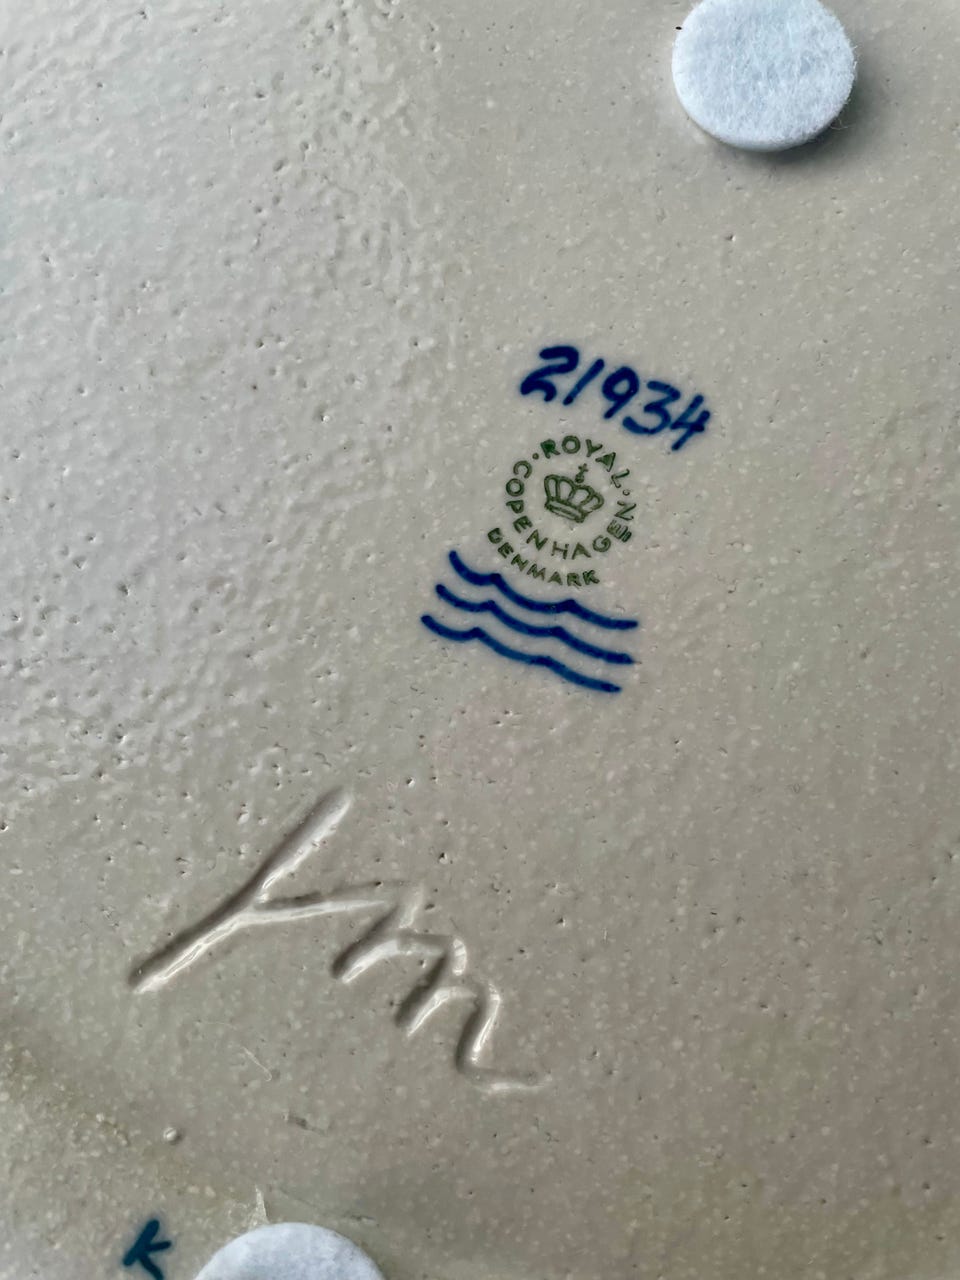 21934
ROYAL
COPENHAGEN
DENMARK
K